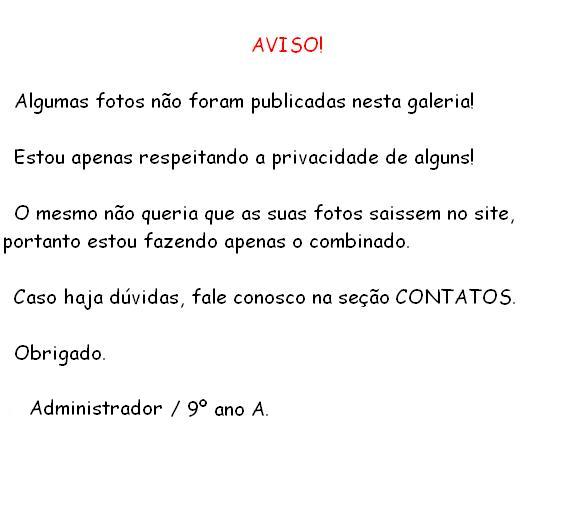 AVISO!
Algumas fotos não foram publicadas nesta galeria!
Estou apenas respeitando a privacidade de alguns!
O mesmo não queria que as suas fotos saissem no site,
portanto estou fazendo apenas o combinado.
Caso haja dúvidas, fale conosco na seção CONTATOS.
Obrigado.
Administrador / 9º ano A.